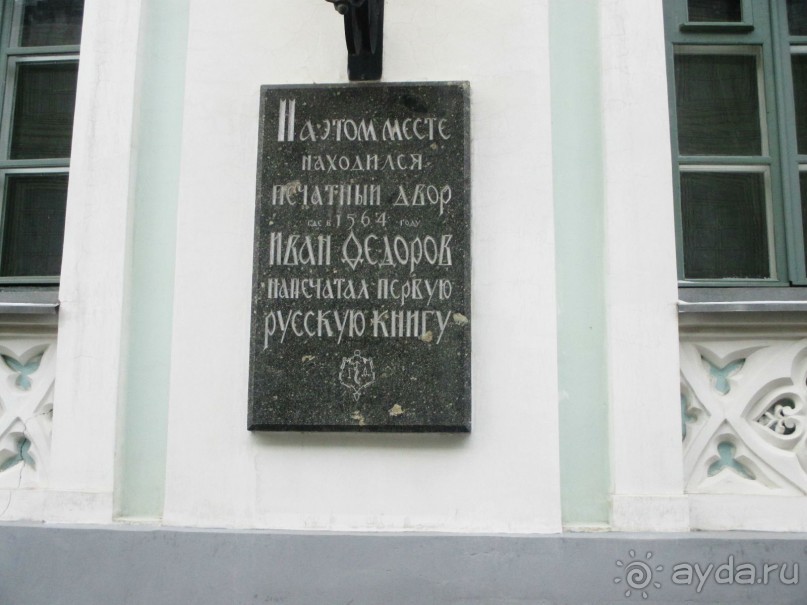 На этом месте
находился
печатный двор
где в 1564 году
Иван Федоров
напечатал первую
русскую книгу
ayda.ru